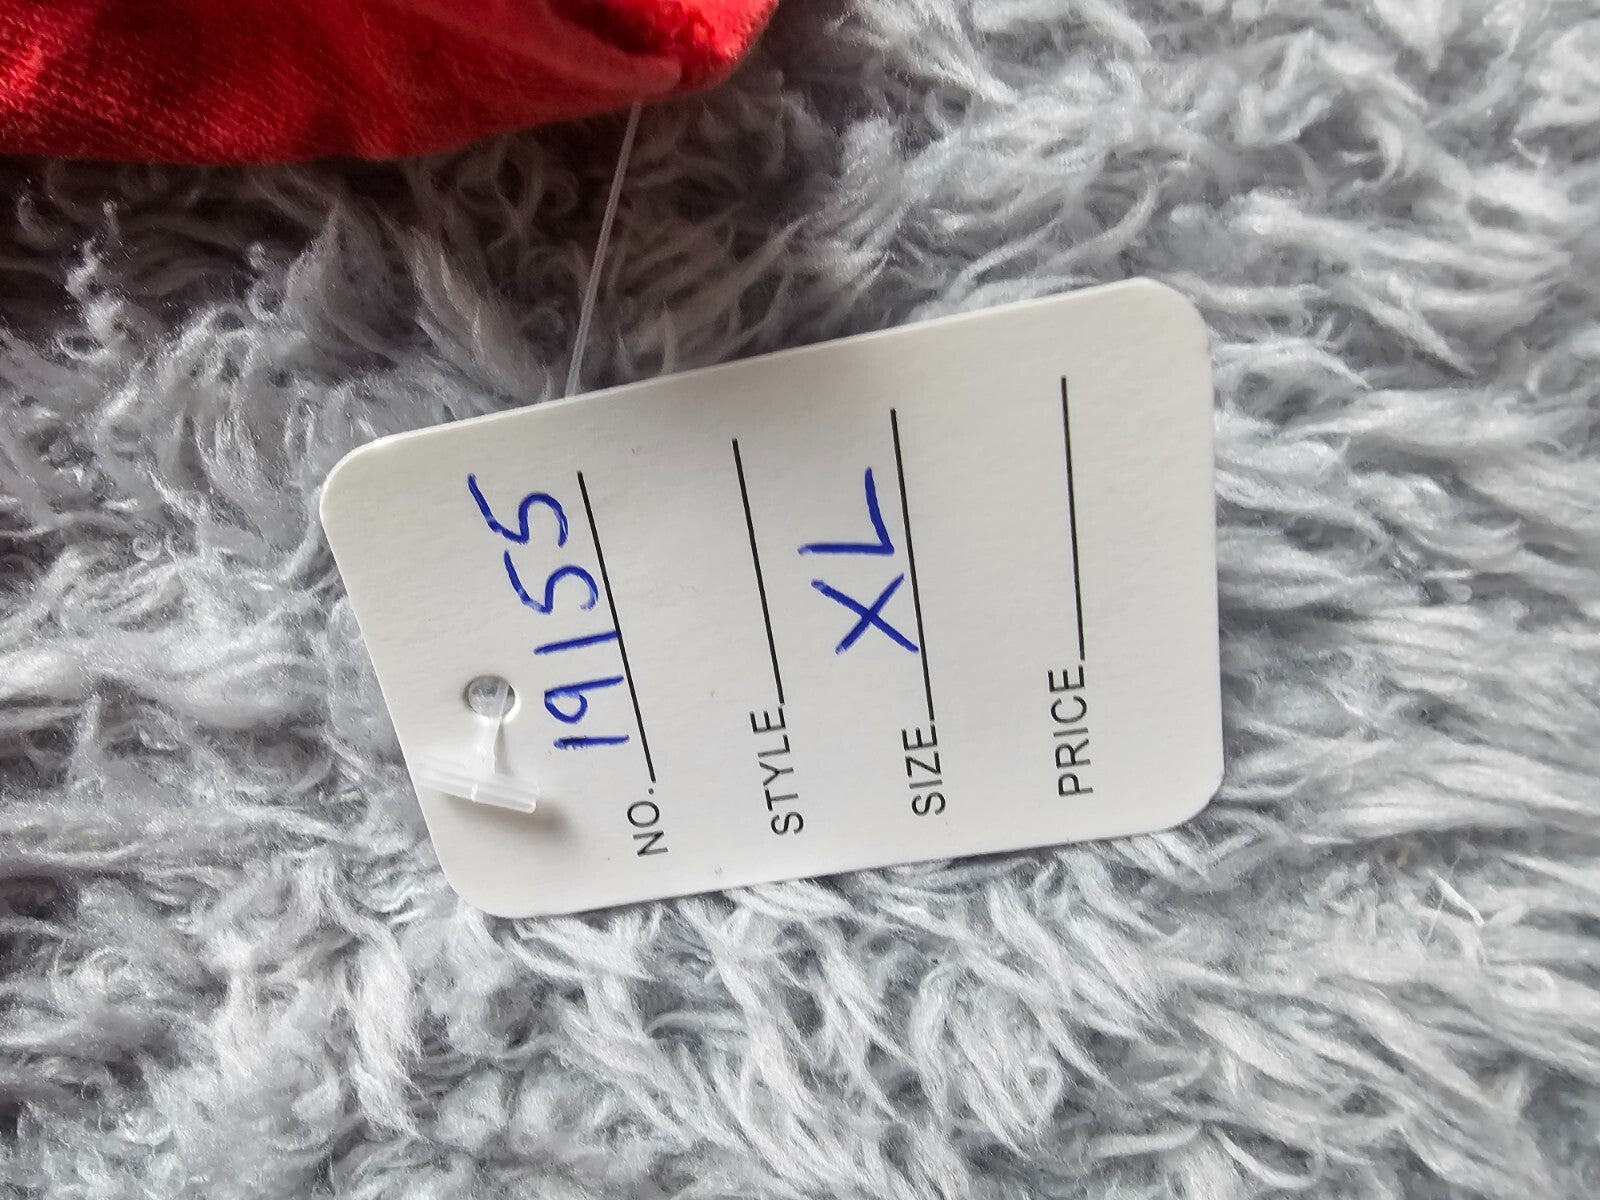 NO. 19155
STYLE
SIZE XL
PRICE